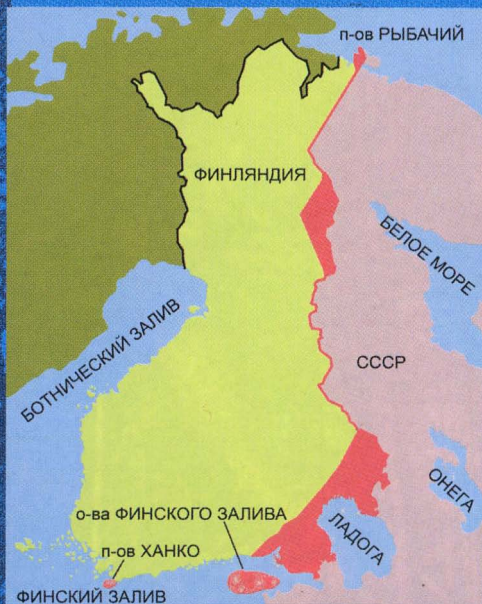 п-ов РЫБАЧИЙ
ФИНЛЯНДИЯ
БЕЛОЕ МОРЕ
БОТНИЧЕСКИЙ ЗАЛИВ
СССР
ОНЕГА
о-ва ФИНСКОГО ЗАЛИВА
ЛАДОГА
п-ов ХАНКО
ФИНСКИЙ ЗАЛИВ